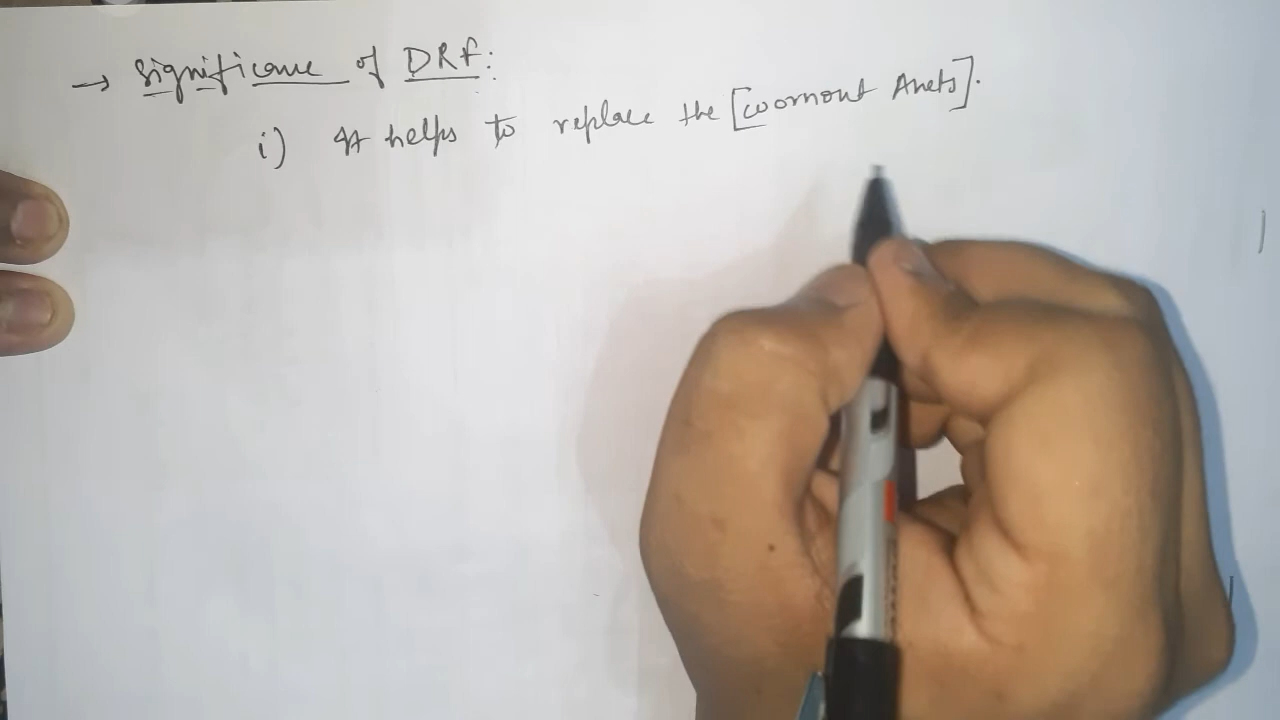 → Significance of DRF:
i) It helps to replace the [wornout Assets].